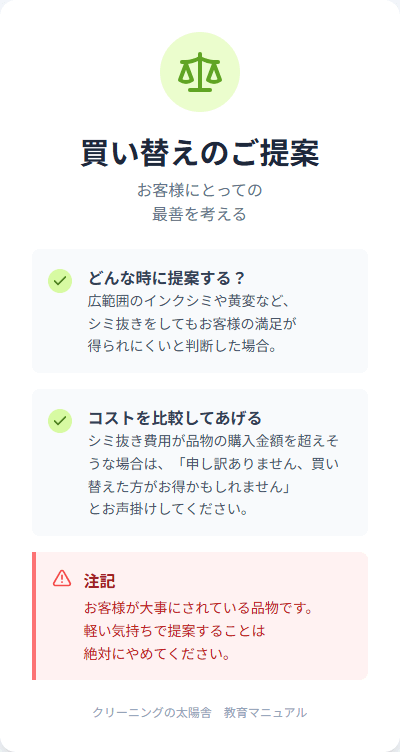 買い替えのご提案
お客様にとっての
最善を考える
どんな時に提案する？
広範囲のインクシミや黄変など、
シミ抜きをしてもお客様の満足が
得られにくいと判断した場合。
コストを比較してあげる
シミ抜き費用が品物の購入金額を超えそ
うな場合は、「申し訳ありません、買い
替えた方がお得かもしれません」
とお声掛けしてください。
注記
お客様が大事にされている品物です。
軽い気持ちで提案することは
絶対にやめてください。
クリーニングの太陽舎　教育マニュアル